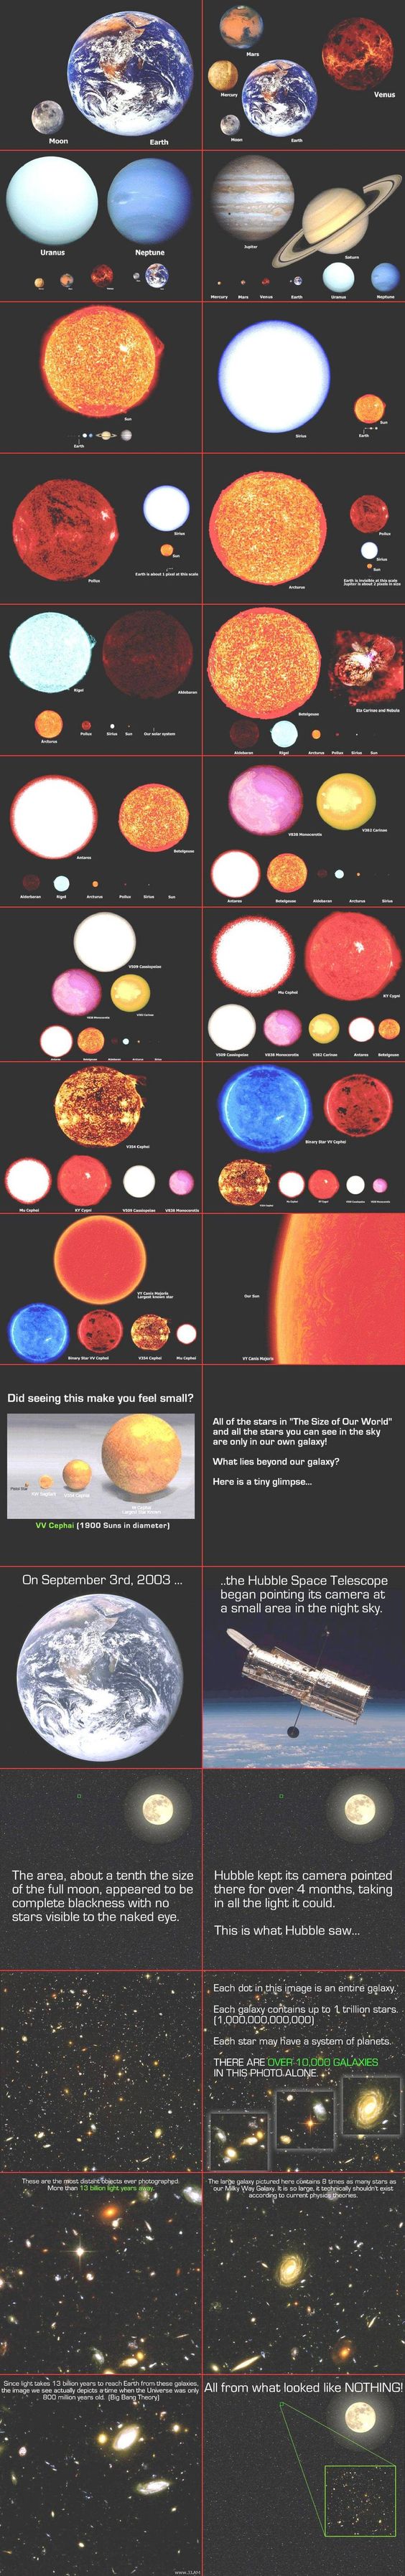 Moon
Earth
Mars
Mercury
Venus
Moon
Earth
Uranus
Neptune
Jupiter
Saturn
Mercury Mars Venus Earth Uranus Neptune
Sun
Earth
Sirius
Sun
Earth
Pollux
Sirius
Sun
Earth is about 1 pixel at this scale
Arcturus
Pollux
Sirius
Sun
Earth is invisible at this scale
Jupiter is about 2 pixels in size
Rigel
Aldebaran
Arcturus
Pollux Sirius Sun Our solar system
Betelgeuse
Eta Carinae and Nebula
Aldebaran Rigel Arcturus Pollux Sirius Sun
Antares
Betelgeuse
Aldebaran Rigel Arcturus Pollux Sirius Sun
V838 Monocerotis
V382 Carinae
Antares Betelgeuse Aldebaran Arcturus Sirius
V509 Cassiopeiae
V838 Monocerotis
V382 Carinae
Mu Cephei
KY Cygni
V509 Cassiopeiae V838 Monocerotis V382 Carinae Antares Betelgeuse
V354 Cephei
Mu Cephei KY Cygni V509 Cassiopeiae V838 Monocerotis
Binary Star VV Cephei
VY Canis Majoris
Largest known star
Binary Star VV Cephei V354 Cephei Mu Cephei
Our Sun
VY Canis Majoris
Did seeing this make you feel small?
VV Cephai (1900 Suns in diameter)
All of the stars in "The Size of Our World"
and all the stars you can see in the sky
are only in our own galaxy!
What lies beyond our galaxy?
Here is a tiny glimpse...
On September 3rd, 2003 ...
..the Hubble Space Telescope
began pointing its camera at
a small area in the night sky.
The area, about a tenth the size
of the full moon, appeared to be
complete blackness with no
stars visible to the naked eye.
Hubble kept its camera pointed
there for over 4 months, taking
in all the light it could.
This is what Hubble saw...
Each dot in this image is an entire galaxy.
Each galaxy contains up to 1 trillion stars.
(1,000,000,000,000)
Each star may have a system of planets.
THERE ARE OVER 10,000 GALAXIES
IN THIS PHOTO ALONE.
These are the most distant objects ever photographed.
More than 13 billion light years away.
The large galaxy pictured here contains 8 times as many stars as
our Milky Way Galaxy. It is so large, it technically shouldn't exist
according to current physics theories.
Since light takes 13 billion years to reach Earth from these galaxies,
the image we see actually depicts a time when the Universe was only
800 million years old. (Big Bang Theory)
All from what looked like NOTHING!